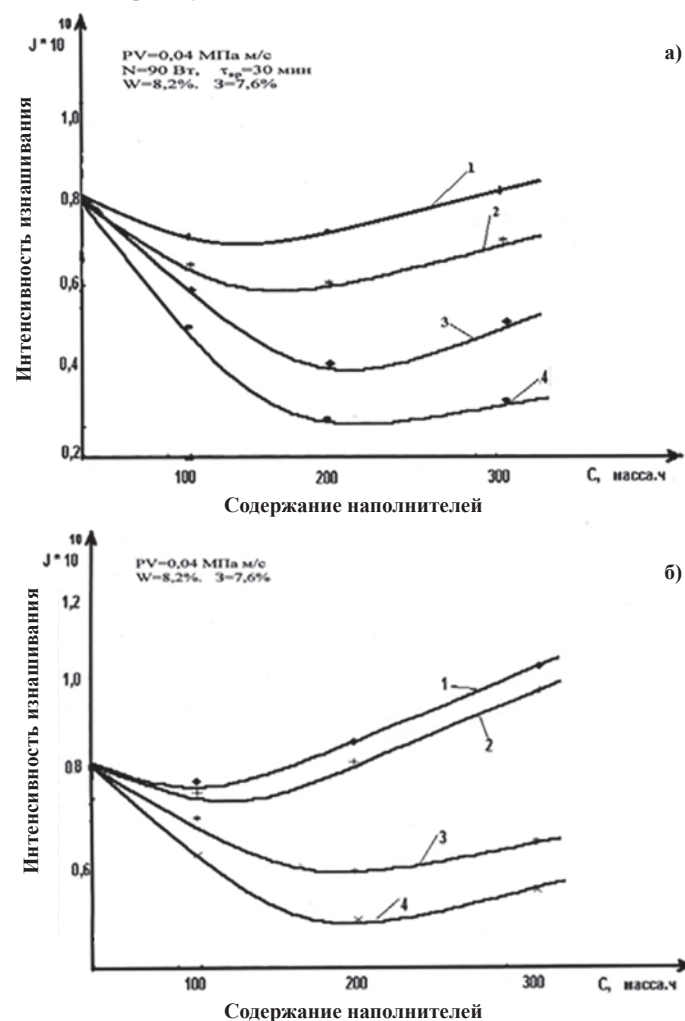 10
J * 10
PV=0,04 МПа м/с
N=90 Вт, τвр=30 мин
W=8,2%. З=7,6%
а)
Интенсивность изнашивания
1,0
0,8
0,6
0,4
0,2
1
2
3
4
100
200
300
С, масса.ч
Содержание наполнителей
10
J * 10
PV=0,04 МПа м/с
W=8,2%. З=7,6%
б)
Интенсивность изнашивания
1,2
1,0
0.8
0,6
1
2
3
4
100
200
300
С, масса.ч
Содержание наполнителей